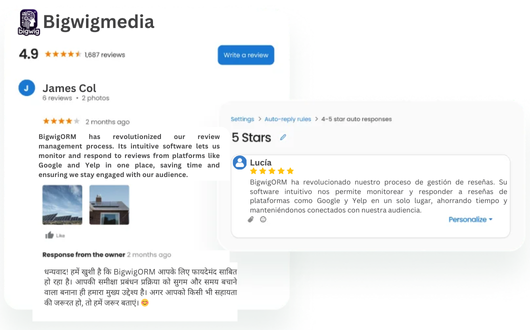 bigwig
Bigwigmedia
4.9 1,687 reviews
Write a review
J
James Col
6 reviews • 2 photos
2 months ago
BigwigORM has revolutionized our review
management process. Its intuitive software lets us
monitor and respond to reviews from platforms like
Google and Yelp in one place, saving time and
ensuring we stay engaged with our audience.
Like
Response from the owner 2 months ago
धन्यवाद! हमें खुशी है कि BigwigORM आपके लिए फायदेमंद साबित
हो रहा है। आपकी समीक्षा प्रबंधन प्रक्रिया को सुगम और समय बचाने
वाला बनाना ही हमारा मुख्य उद्देश्य है। अगर आपको किसी भी सहायता
की जरूरत हो, तो हमें जरूर बताएं। 😊
Settings > Auto-reply rules > 4-5 star auto responses
5 Stars
Lucía
BigwigORM ha revolucionado nuestro proceso de gestión de reseñas. Su
software intuitivo nos permite monitorear y responder a reseñas de
plataformas como Google y Yelp en un solo lugar, ahorrando tiempo y
manteniéndonos conectados con nuestra audiencia.
Personalize